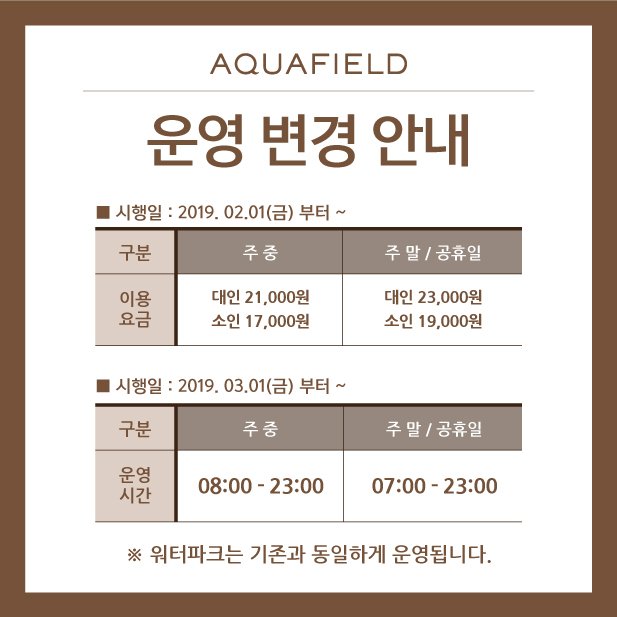 AQUAFIELD
운영 변경 안내
■ 시행일 : 2019. 02.01(금) 부터 ~
구분 주 중 주 말 / 공휴일
이용 요금 대인 21,000원 대인 23,000원
소인 17,000원 소인 19,000원
■ 시행일 : 2019. 03.01(금) 부터 ~
구분 주 중 주 말 / 공휴일
운영 시간 08:00 - 23:00 07:00 - 23:00
※ 워터파크는 기존과 동일하게 운영됩니다.